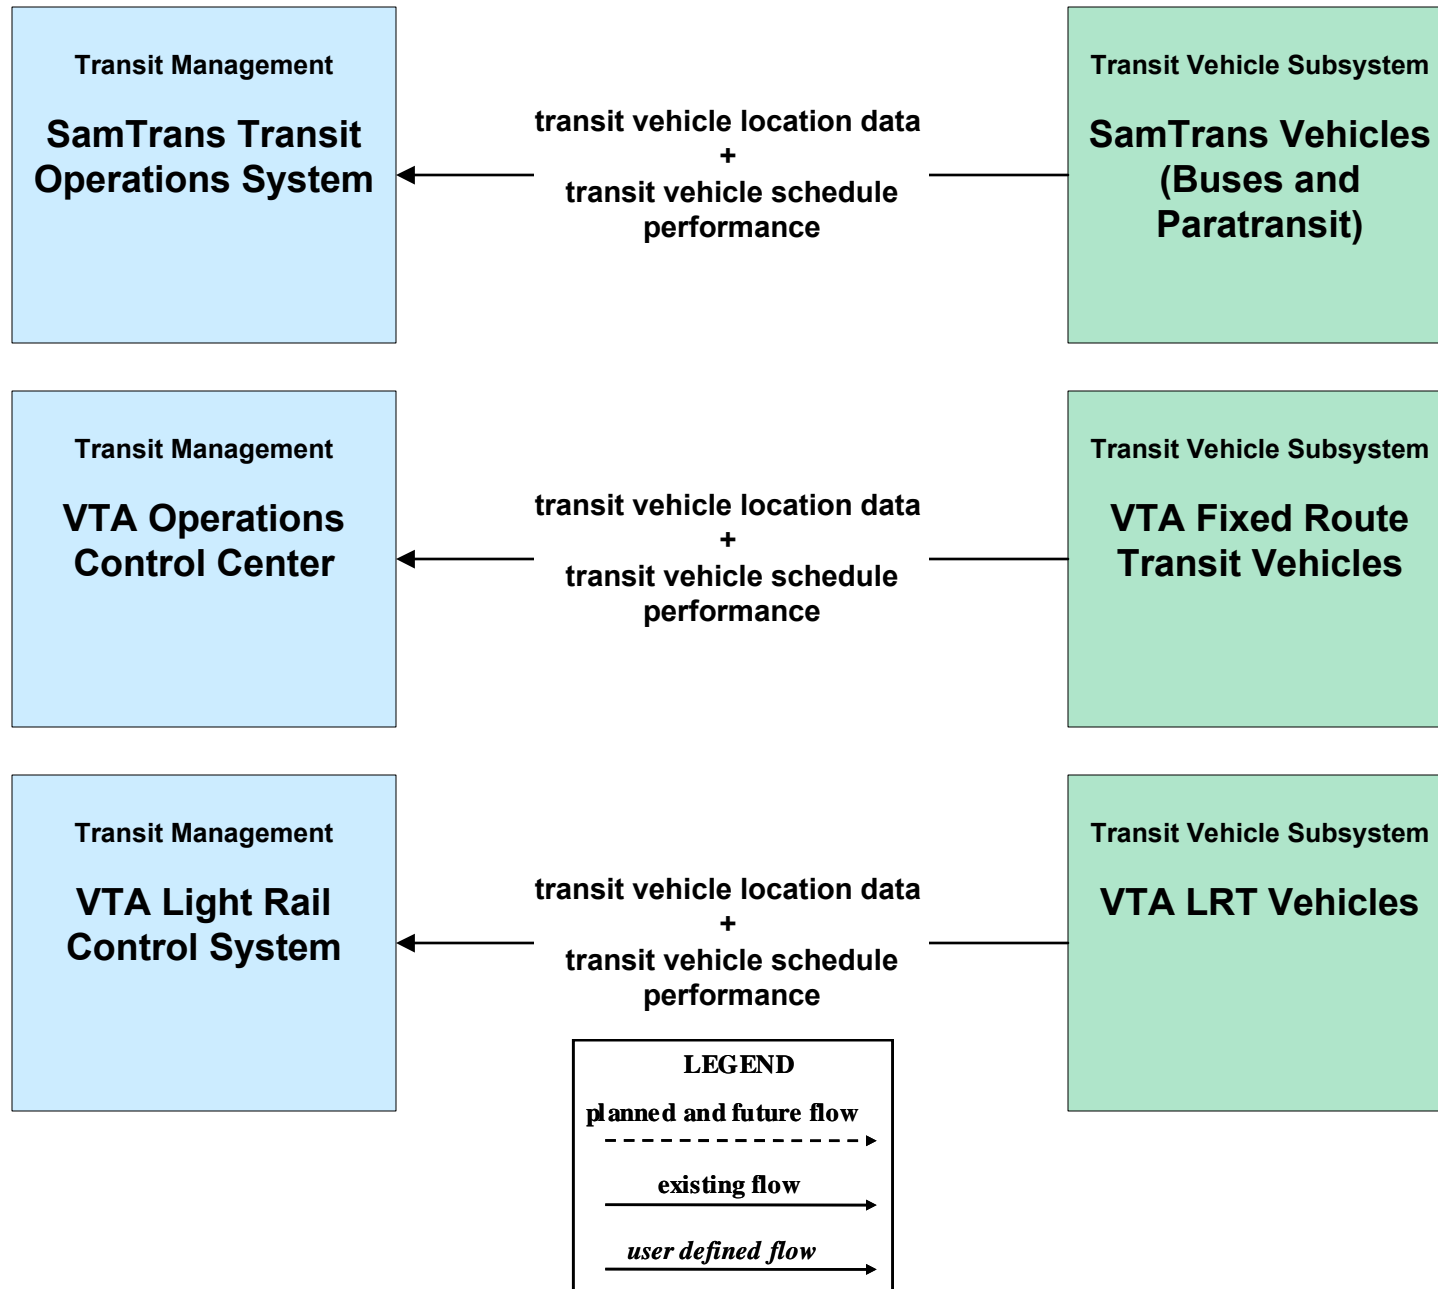 Transit Management
SamTrans Transit
Operations System
transit vehicle location data
+
transit vehicle schedule
performance
Transit Vehicle Subsystem
SamTrans Vehicles
(Buses and
Paratransit)
Transit Management
VTA Operations
Control Center
transit vehicle location data
+
transit vehicle schedule
performance
Transit Vehicle Subsystem
VTA Fixed Route
Transit Vehicles
Transit Management
VTA Light Rail
Control System
transit vehicle location data
+
transit vehicle schedule
performance
Transit Vehicle Subsystem
VTA LRT Vehicles
LEGEND
planned and future flow
existing flow
user defined flow